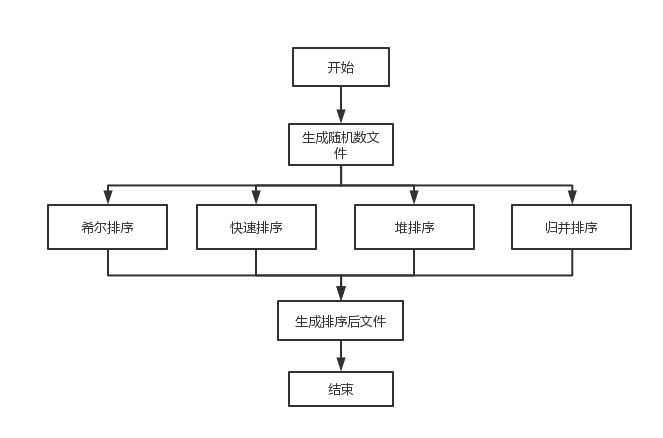 开始
生成随机数文
件
希尔排序
快速排序
堆排序
归并排序
生成排序后文件
结束